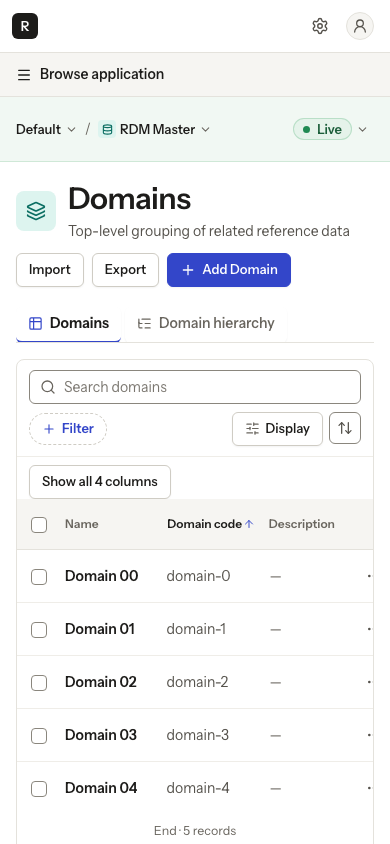 R
Browse application
Default / RDM Master Live
Domains
Top-level grouping of related reference data
Import Export + Add Domain
Domains Domain hierarchy
Search domains
+ Filter Display
Show all 4 columns
Name Domain code ↑ Description
Domain 00 domain-0 —
Domain 01 domain-1 —
Domain 02 domain-2 —
Domain 03 domain-3 —
Domain 04 domain-4 —
End · 5 records